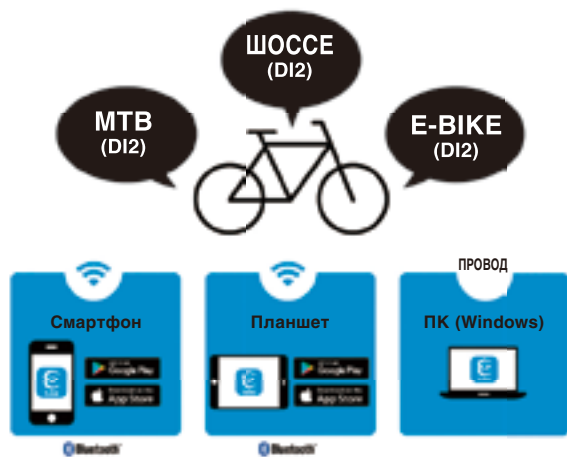 ШОССЕ
(DI2)
MTB
(DI2)
E-BIKE
(DI2)
ПРОВОД
Смартфон
Планшет
ПК (Windows)
Google Play
App Store
Google Play
App Store
Bluetooth
Bluetooth